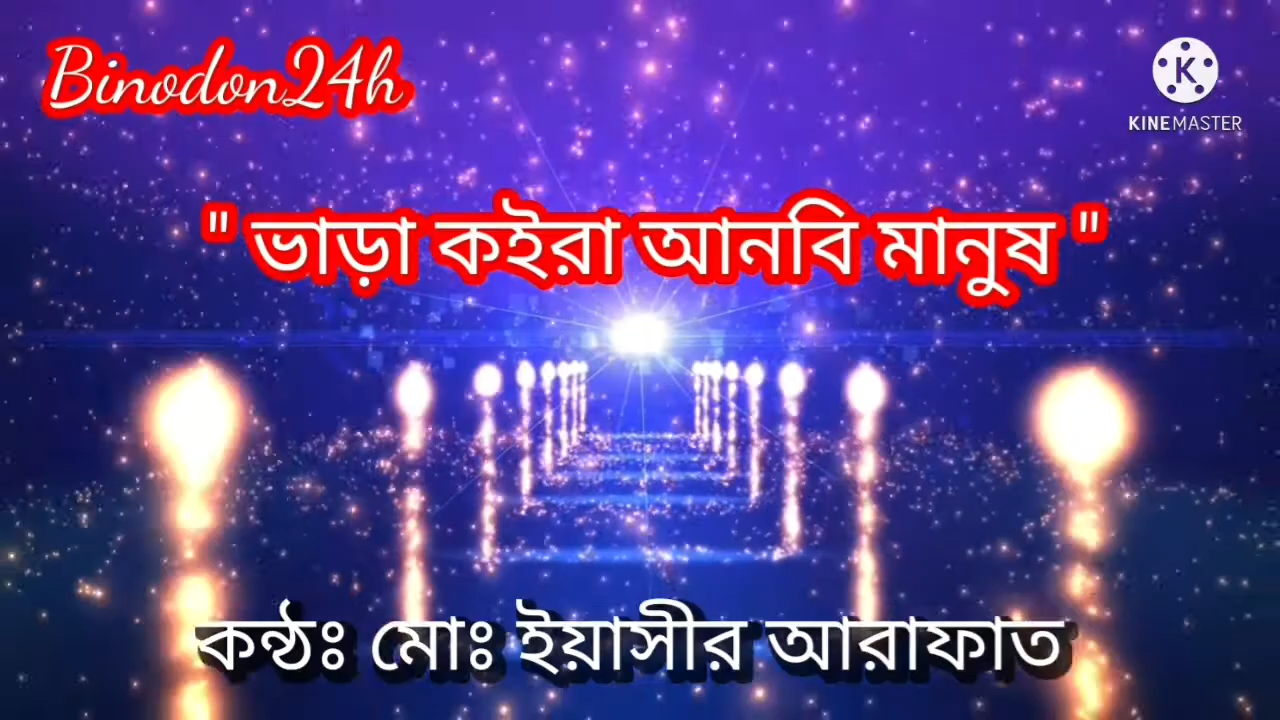 Binodon24h
KINEMASTER
" ভাড়া কইরা আনবি মানুষ "
কন্ঠঃ মোঃ ইয়াসীর আরাফাত